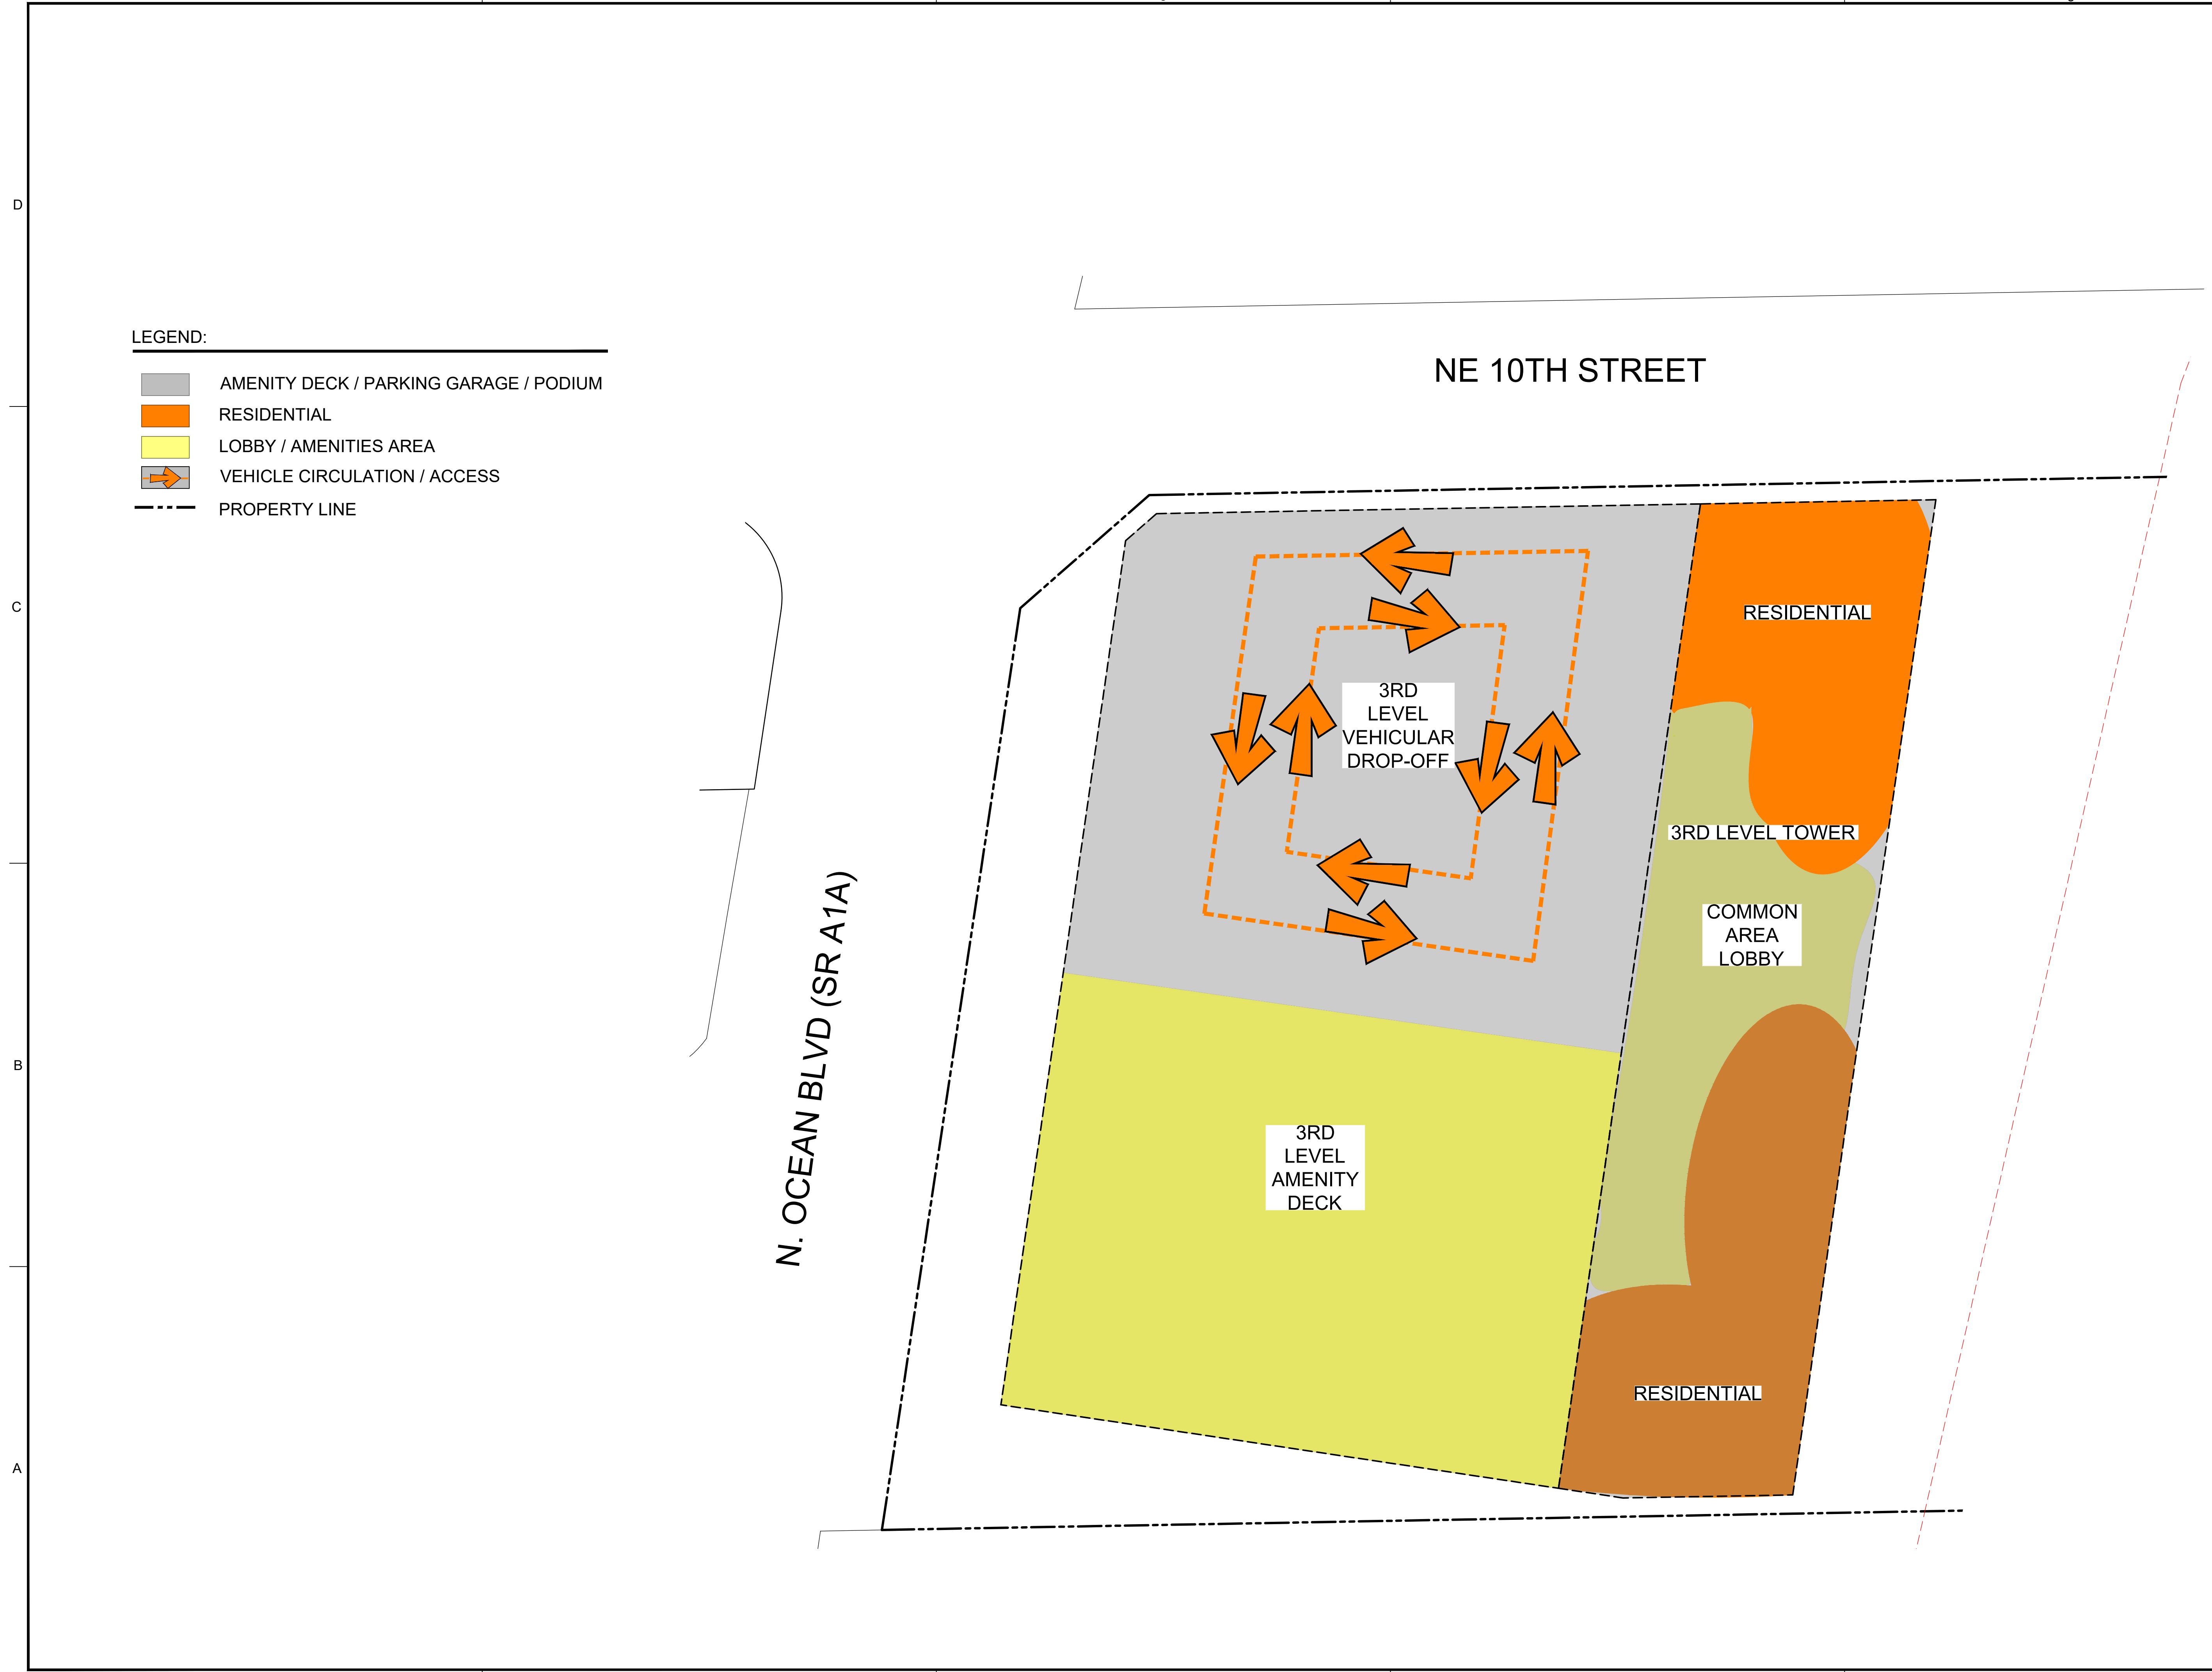 LEGEND:
AMENITY DECK / PARKING GARAGE / PODIUM
RESIDENTIAL
LOBBY / AMENITIES AREA
VEHICLE CIRCULATION / ACCESS
PROPERTY LINE
NE 10TH STREET
N. OCEAN BLVD (SR A1A)
3RD
LEVEL
VEHICULAR
DROP-OFF
RESIDENTIAL
3RD LEVEL TOWER
COMMON
AREA
LOBBY
3RD
LEVEL
AMENITY
DECK
RESIDENTIAL
D
C
B
A